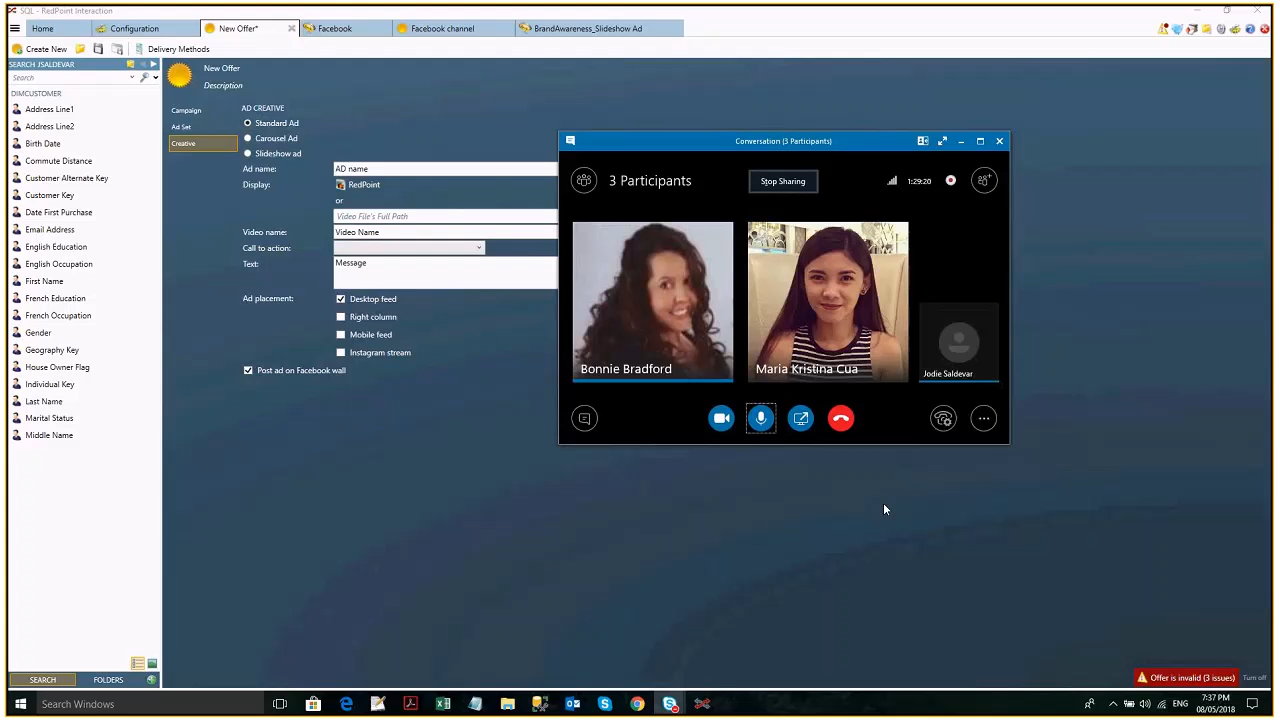 SQL - RedPoint Interaction
Home
Configuration
New Offer*
Facebook
Facebook channel
BrandAwareness_Slideshow Ad
Create New
Delivery Methods
SEARCH JSALDEVAR
Search
DIMCUSTOMER
Address Line1
Address Line2
Birth Date
Commute Distance
Customer Alternate Key
Customer Key
Date First Purchase
Email Address
English Education
English Occupation
First Name
French Education
French Occupation
Gender
Geography Key
House Owner Flag
Individual Key
Last Name
Marital Status
Middle Name
SEARCH
FOLDERS
New Offer
Description
Campaign
Ad Set
Creative
AD CREATIVE
Standard Ad
Carousel Ad
Slideshow ad
Ad name: AD name
Display: RedPoint
or
Video File's Full Path
Video name: Video Name
Call to action:
Text: Message
Ad placement: Desktop feed
Right column
Mobile feed
Instagram stream
Post ad on Facebook wall
Conversation (3 Participants)
3 Participants
Stop Sharing
1:29:20
Bonnie Bradford
Maria Kristina Cua
Jodie Saldevar
Offer is invalid (3 issues)
Turn off
Search Windows
ENG
7:37 PM
08/05/2018